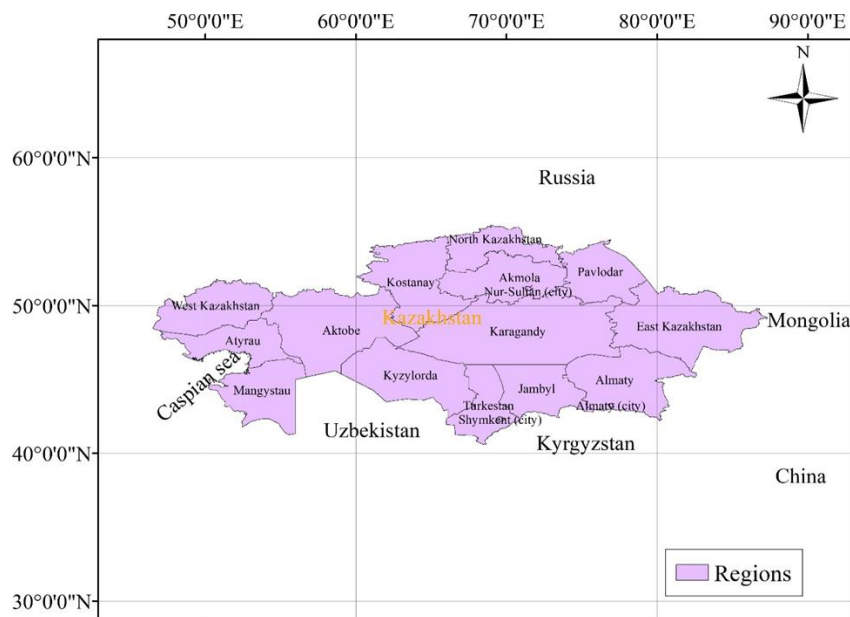 50°0'0"E 60°0'0"E 70°0'0"E 80°0'0"E 90°0'0"E
N
60°0'0"N
Russia
North Kazakhstan
Kostanay
Akmola
Pavlodar
Nur-Sultan (city)
50°0'0"N
West Kazakhstan
Kazakhstan
Mongolia
Aktobe
Karagandy
East Kazakhstan
Atyrau
Caspian sea
Mangystau
Kyzylorda
Jambyl
Almaty
Turkestan
Almaty (city)
Shymkent (city)
Uzbekistan
Kyrgyzstan
40°0'0"N
China
Regions
30°0'0"N